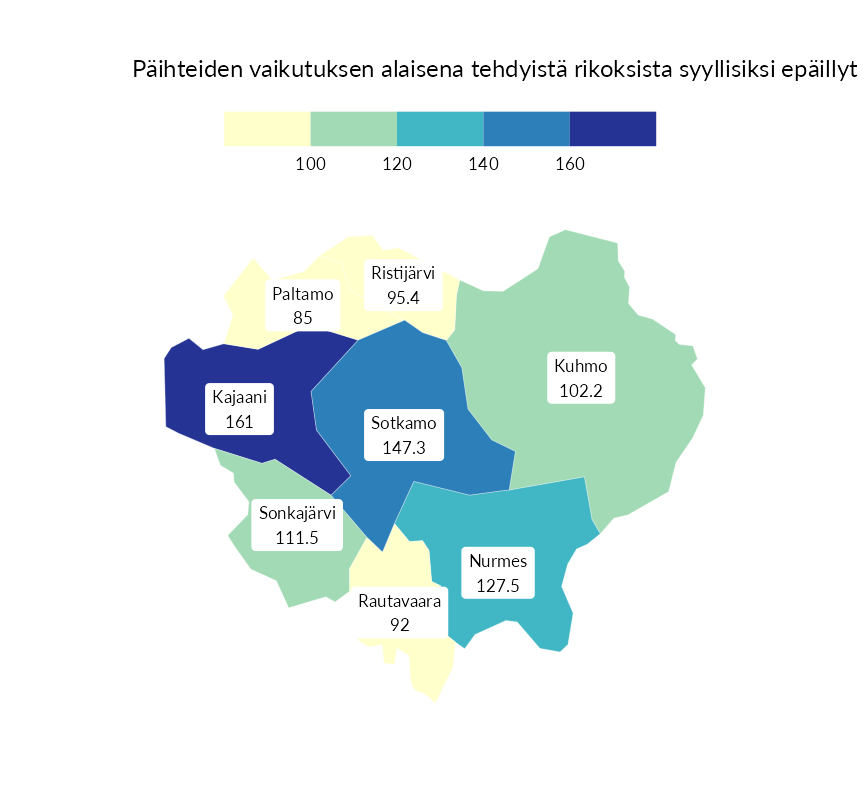 Päihteiden vaikutuksen alaisena tehdyistä rikoksista syyllisiksi epäillyt
100 120 140 160
Ristijärvi
95.4
Paltamo
85
Kuhmo
102.2
Kajaani
161
Sotkamo
147.3
Sonkajärvi
111.5
Nurmes
127.5
Rautavaara
92